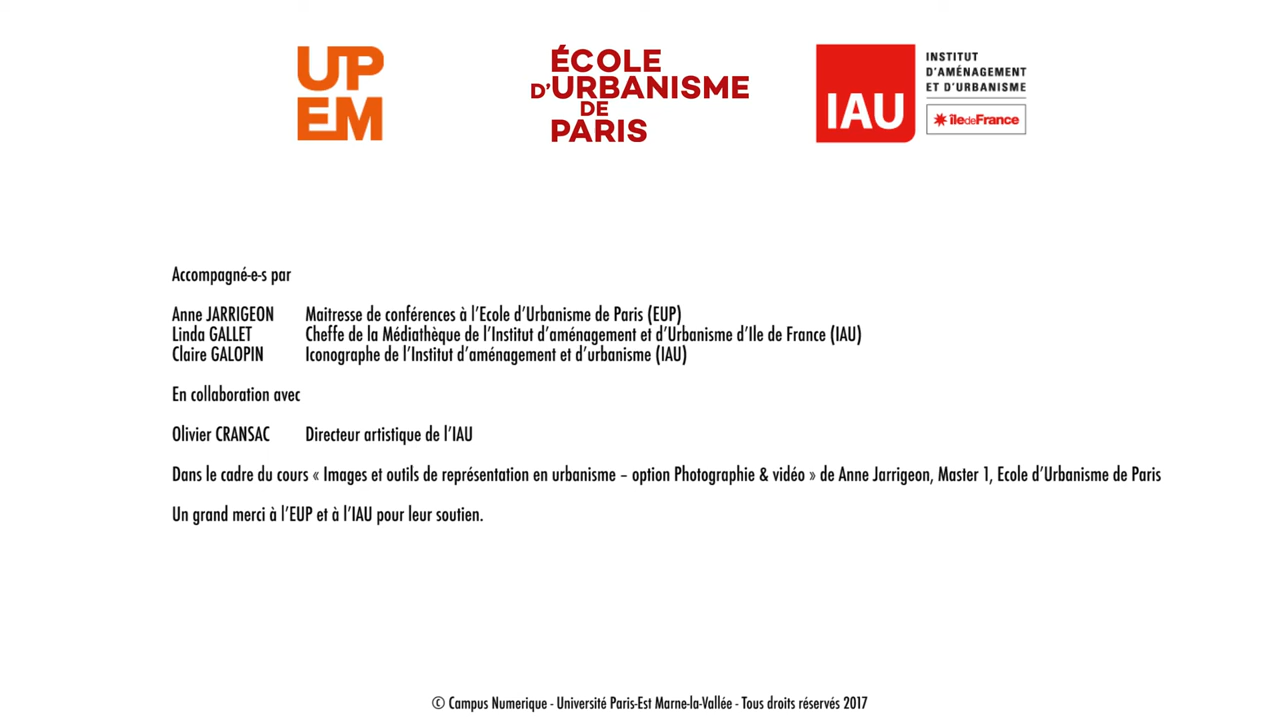 UP
EM
ÉCOLE
D'URBANISME
DE
PARIS
IAU
INSTITUT
D'AMÉNAGEMENT
ET D'URBANISME
îledeFrance
Accompagné-e-s par
Anne JARRIGEON Maitresse de conférences à l'Ecole d'Urbanisme de Paris (EUP)
Linda GALLET Cheffe de la Médiathèque de l'Institut d'aménagement et d'Urbanisme d'Ile de France (IAU)
Claire GALOPIN Iconographe de l'Institut d'aménagement et d'urbanisme (IAU)
En collaboration avec
Olivier CRANSAC Directeur artistique de l'IAU
Dans le cadre du cours « Images et outils de représentation en urbanisme – option Photographie & vidéo » de Anne Jarrigeon, Master 1, Ecole d'Urbanisme de Paris
Un grand merci à l'EUP et à l'IAU pour leur soutien.
© Campus Numerique - Université Paris-Est Marne-la-Vallée - Tous droits réservés 2017